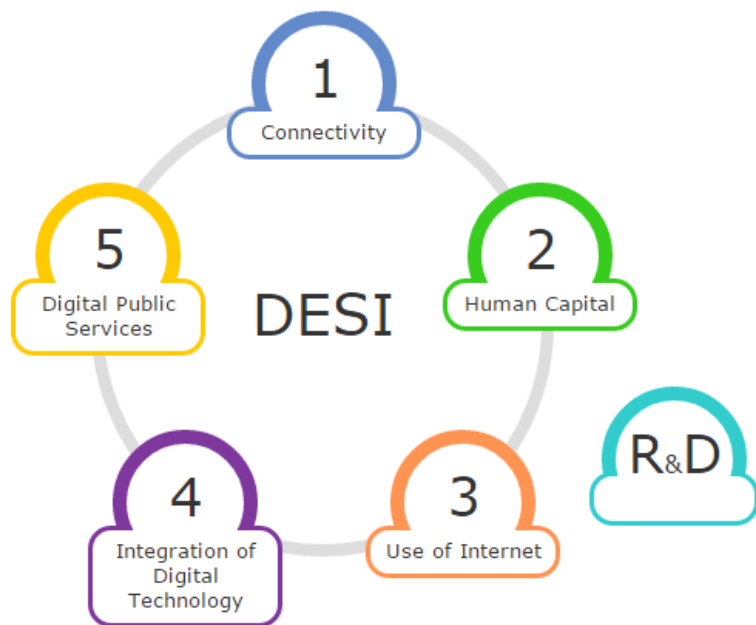 1
Connectivity
2
Human Capital
3
Use of Internet
4
Integration of
Digital
Technology
5
Digital Public
Services
DESI
R&D